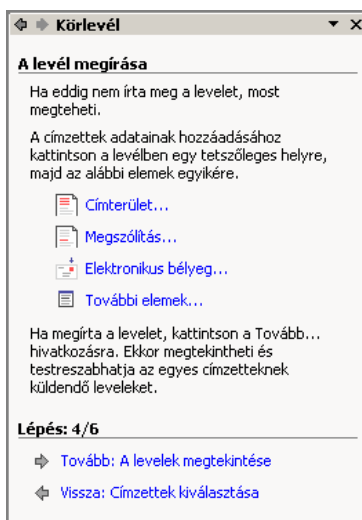 Körlevél
A levél megírása
Ha eddig nem írta meg a levelet, most
megteheti.
A címzettek adatainak hozzáadásához
kattintson a levélben egy tetszőleges helyre,
majd az alábbi elemek egyikére.
Címterület...
Megszólítás...
Elektronikus bélyeg...
További elemek...
Ha megírta a levelet, kattintson a Tovább...
hivatkozásra. Ekkor megtekintheti és
testreszabhatja az egyes címzetteknek
küldendő leveleket.
Lépés: 4/6
Tovább: A levelek megtekintése
Vissza: Címzettek kiválasztása